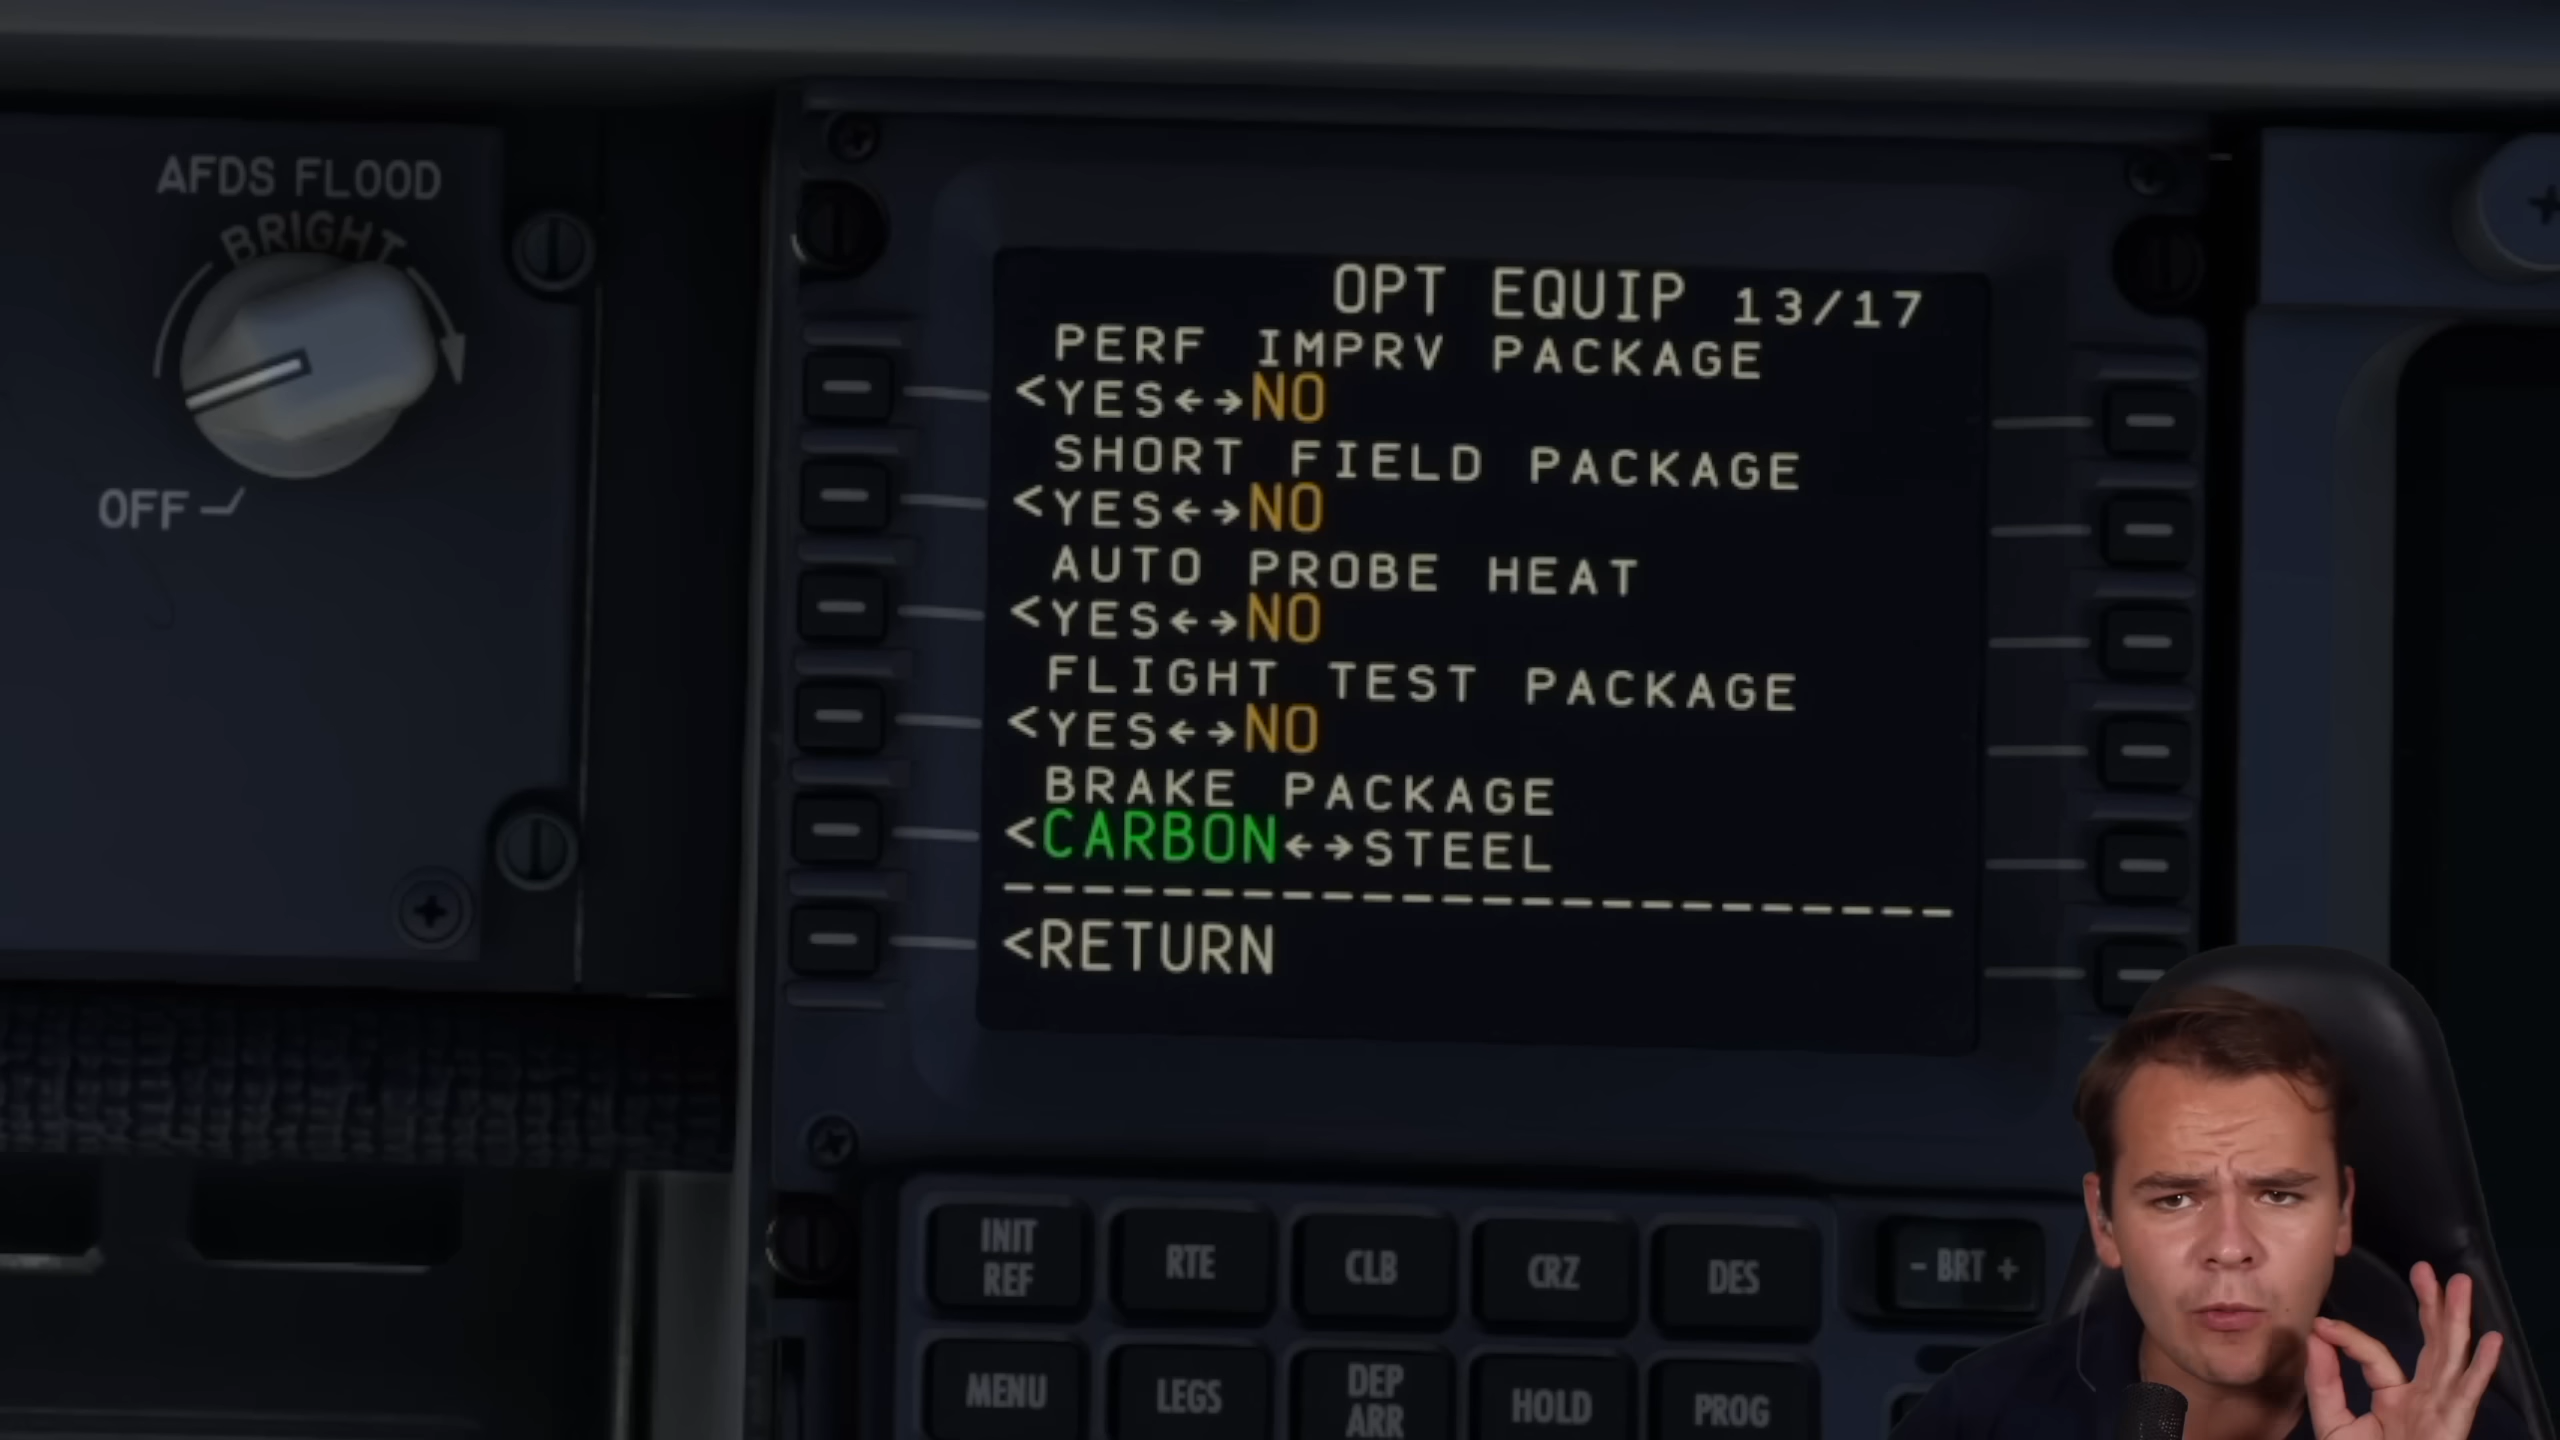 AFDS FLOOD
BRIGHT
OFF
OPT EQUIP 13/17
PERF IMPRV PACKAGE
<YES←→NO
SHORT FIELD PACKAGE
<YES←→NO
AUTO PROBE HEAT
<YES←→NO
FLIGHT TEST PACKAGE
<YES←→NO
BRAKE PACKAGE
<CARBON←→STEEL
<RETURN
INIT REF
RTE
CLB
CRZ
DES
- BRT +
MENU
LEGS
DEP ARR
HOLD
PROG